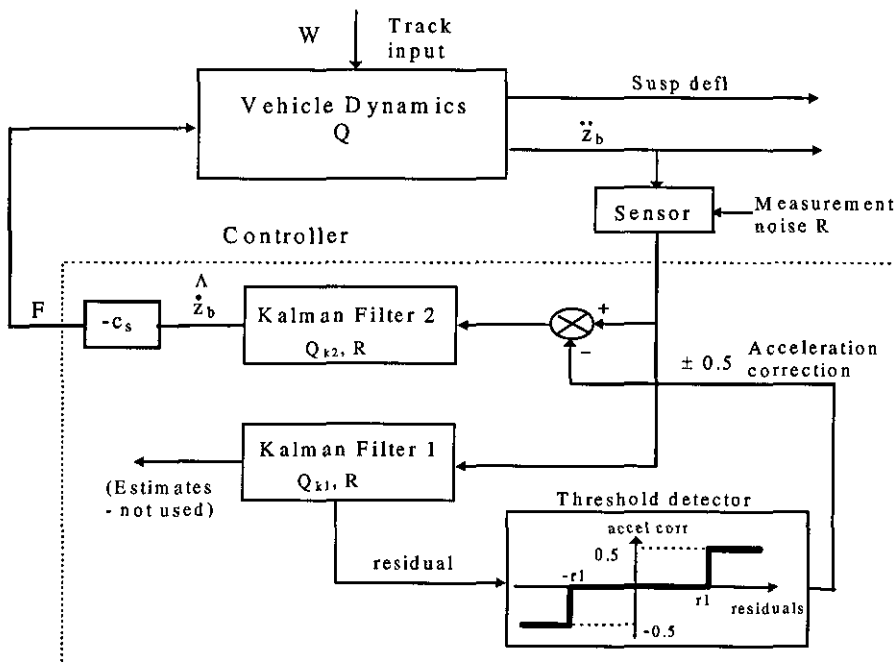 W
Track
input
Vehicle Dynamics
Q
Susp defl
z̈b
Sensor
Measurement
noise R
Controller
F
-cs
Λ
żb
Kalman Filter 2
Qk2, R
+
−
± 0.5
Acceleration
correction
Kalman Filter 1
Qk1, R
(Estimates
- not used)
residual
Threshold detector
accel corr
0.5
-r1
r1
residuals
-0.5